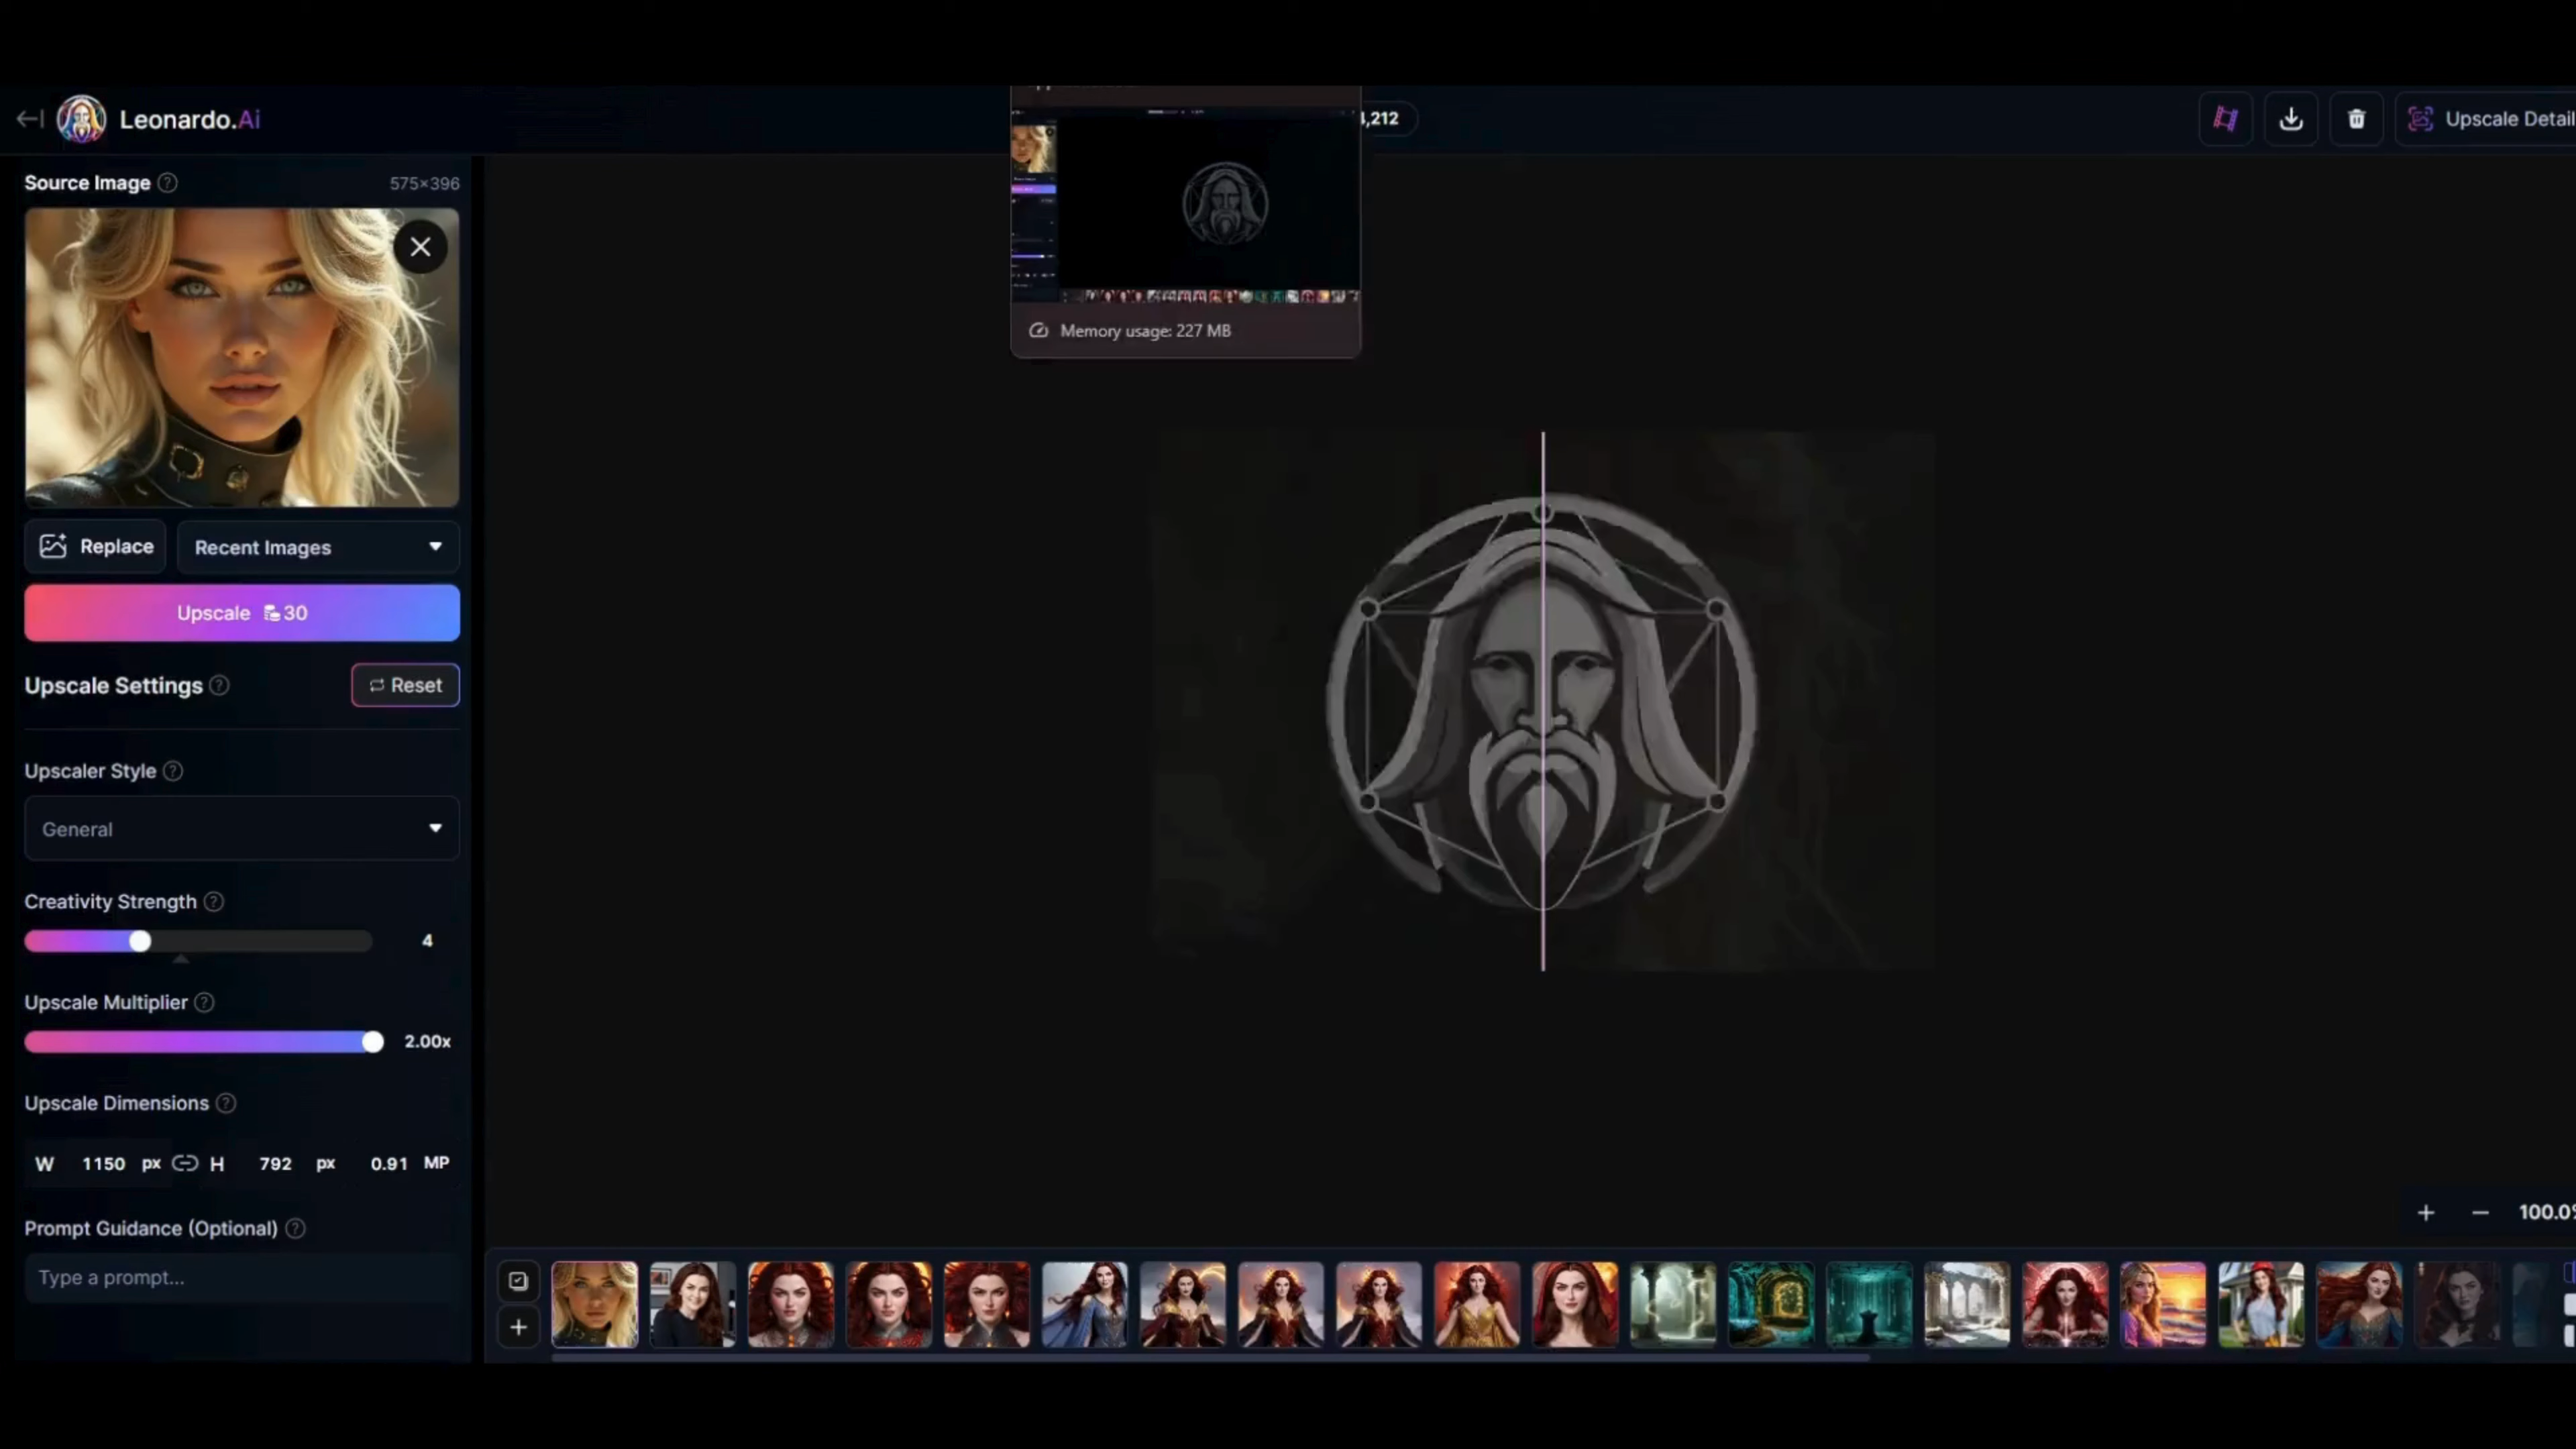 Leonardo.Ai
4,212
Upscale Detail
Source Image
575×396
Memory usage: 227 MB
Replace
Recent Images
Upscale 30
Upscale Settings
Reset
Upscaler Style
General
Creativity Strength
4
Upscale Multiplier
2.00x
Upscale Dimensions
W 1150 px H 792 px 0.91 MP
100.0%
Prompt Guidance (Optional)
Type a prompt...